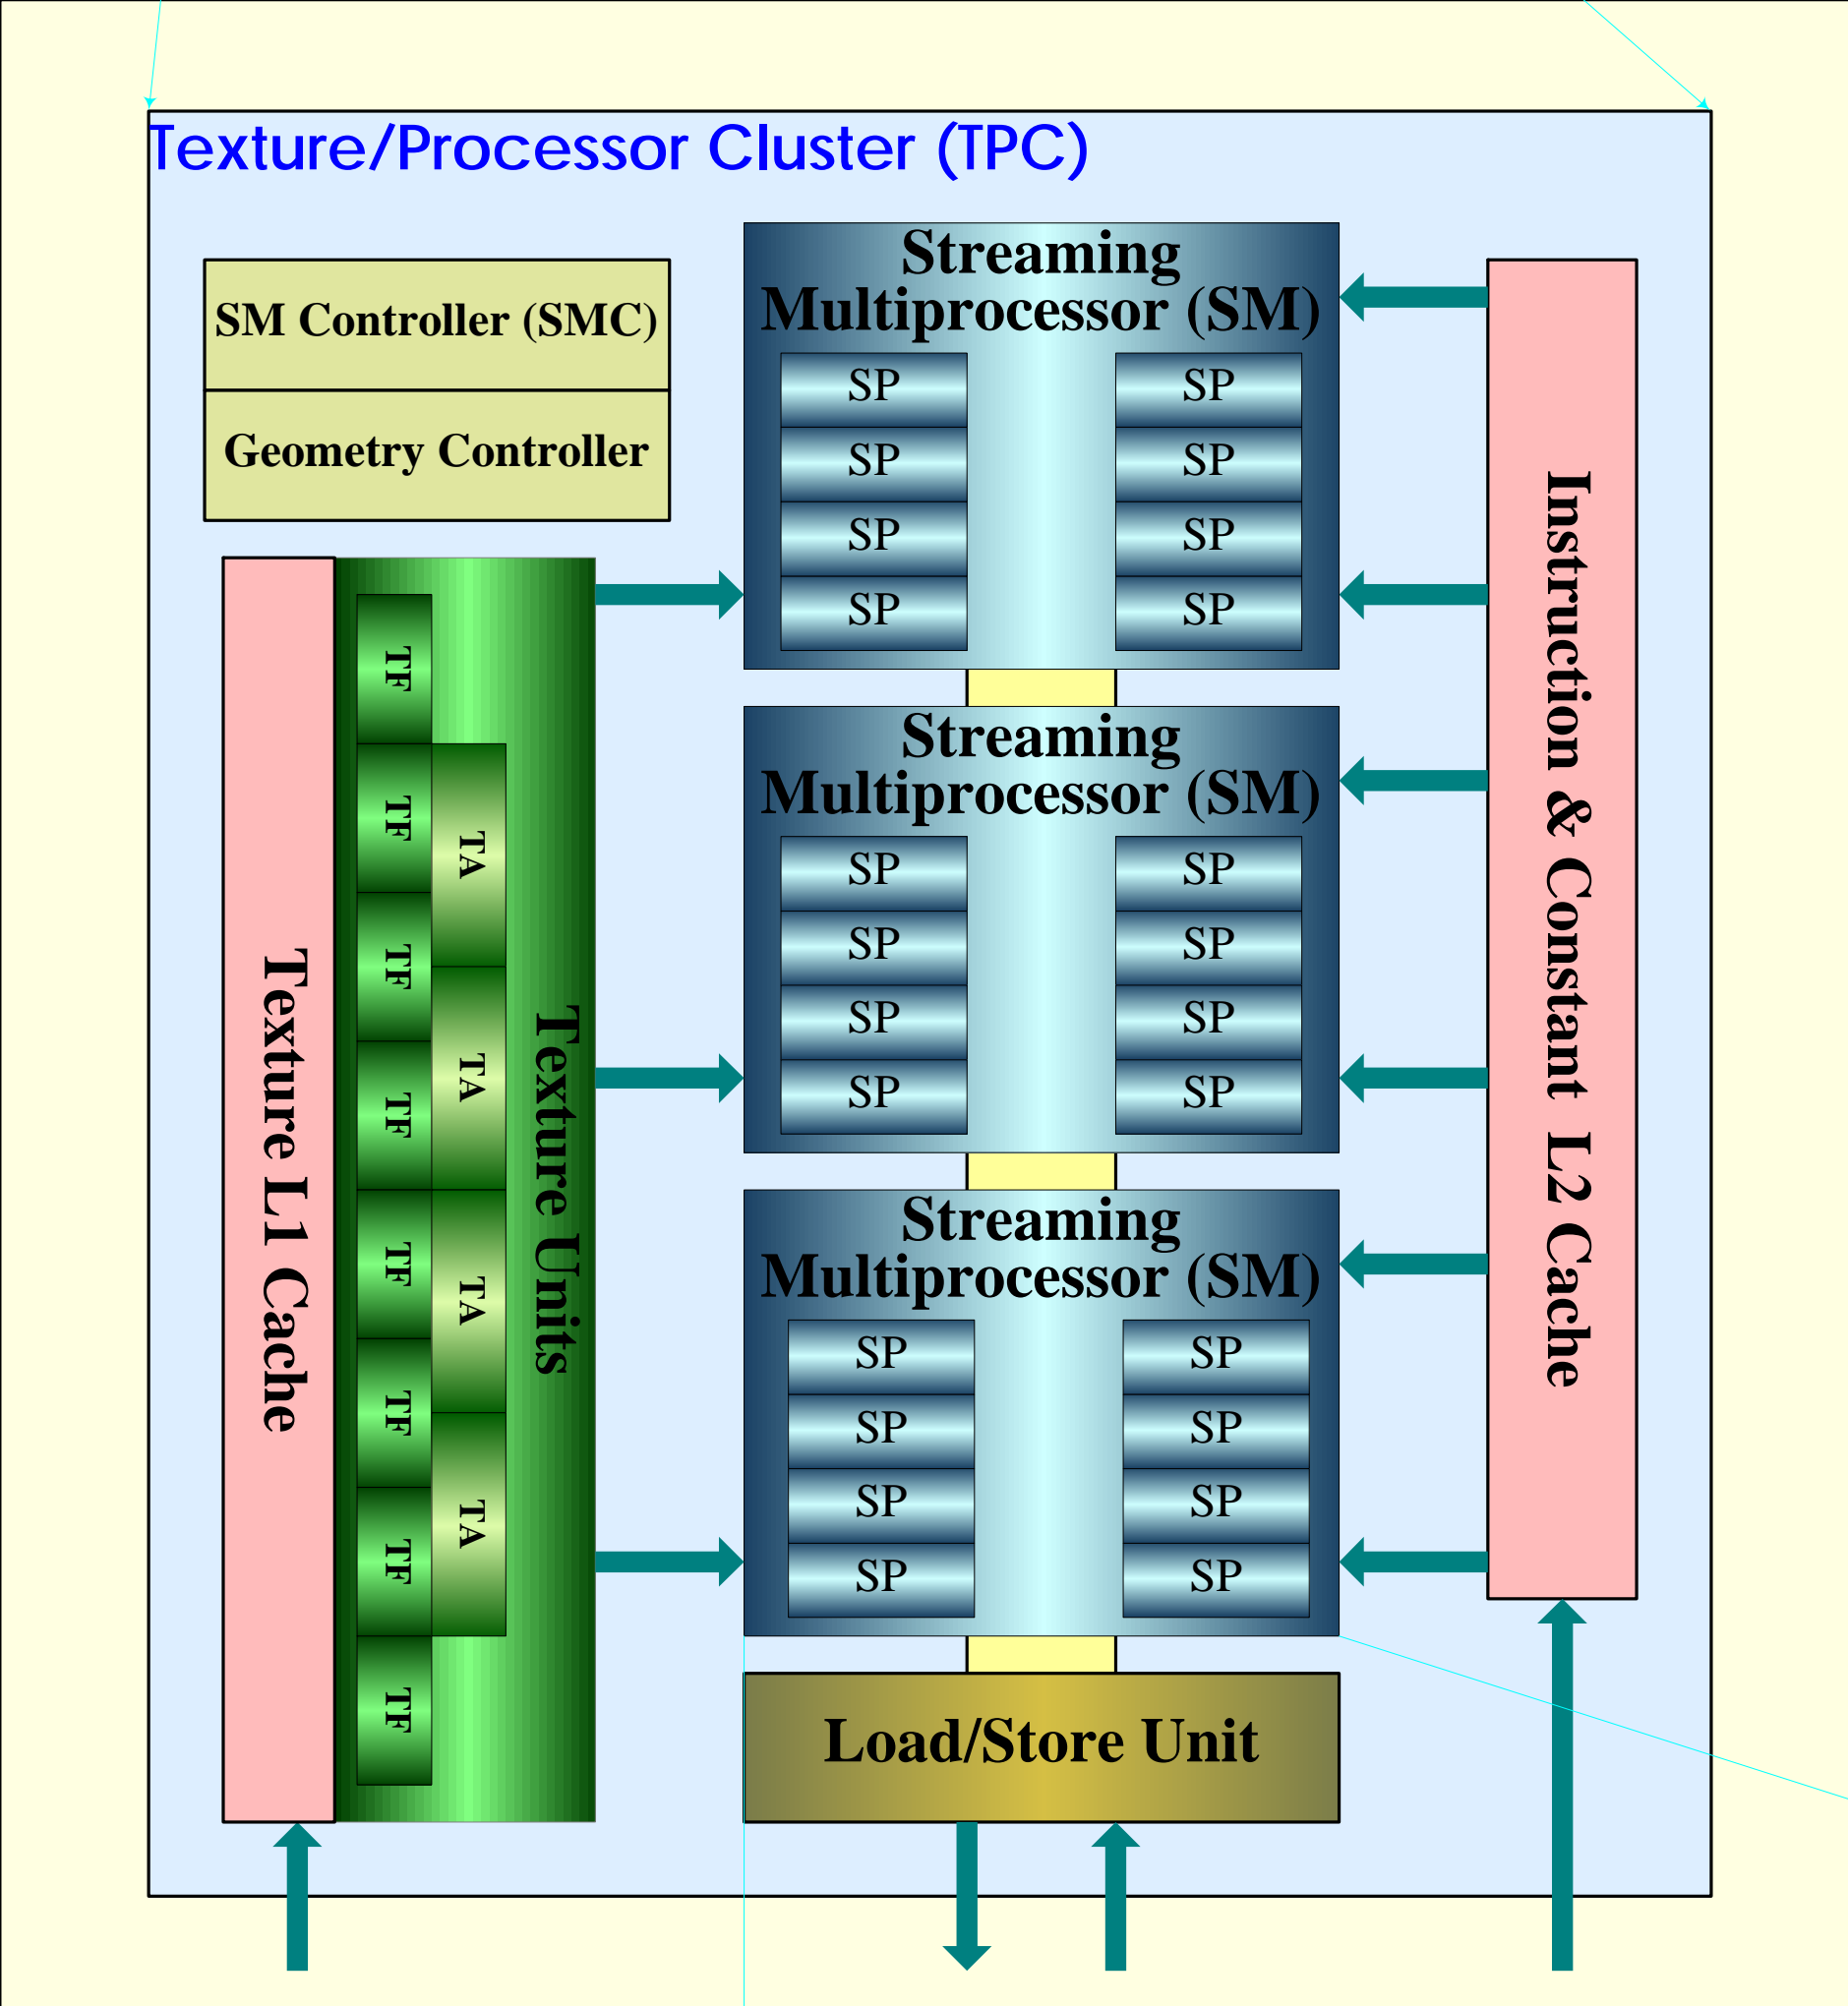 Texture/Processor Cluster (TPC)
SM Controller (SMC)
Geometry Controller
Texture L1 Cache
TF
TF
TF
TF
TF
TF
TF
TF
TA
TA
TA
TA
Texture Units
Streaming
Multiprocessor (SM)
SP SP
SP SP
SP SP
SP SP
Streaming
Multiprocessor (SM)
SP SP
SP SP
SP SP
SP SP
Streaming
Multiprocessor (SM)
SP SP
SP SP
SP SP
SP SP
Load/Store Unit
Instruction & Constant L2 Cache